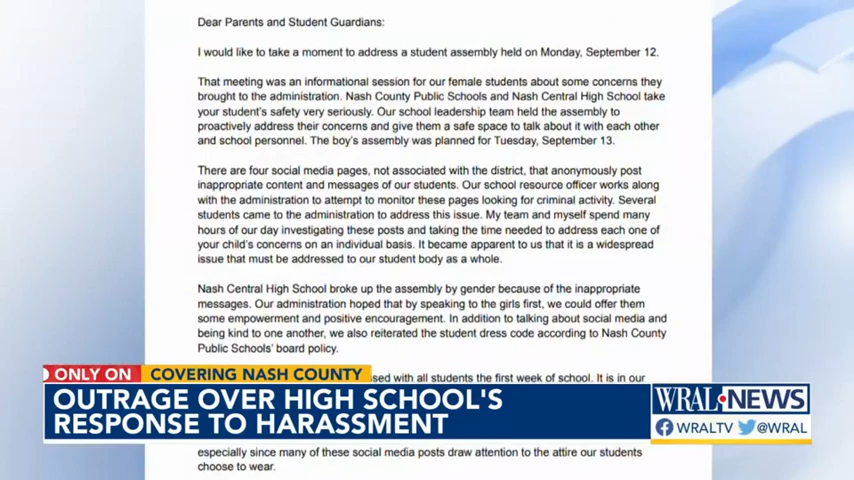 Dear Parents and Student Guardians:
I would like to take a moment to address a student assembly held on Monday, September 12.
That meeting was an informational session for our female students about some concerns they
brought to the administration. Nash County Public Schools and Nash Central High School take
your student's safety very seriously. Our school leadership team held the assembly to
proactively address their concerns and give them a safe space to talk about it with each other
and school personnel. The boy's assembly was planned for Tuesday, September 13.
There are four social media pages, not associated with the district, that anonymously post
inappropriate content and messages of our students. Our school resource officer works along
with the administration to attempt to monitor these pages looking for criminal activity. Several
students came to the administration to address this issue. My team and myself spend many
hours of our day investigating these posts and taking the time needed to address each one of
your child's concerns on an individual basis. It became apparent to us that it is a widespread
issue that must be addressed to our student body as a whole.
Nash Central High School broke up the assembly by gender because of the inappropriate
messages. Our administration hoped that by speaking to the girls first, we could offer them
some empowerment and positive encouragement. In addition to talking about social media and
being kind to one another, we also reiterated the student dress code according to Nash County
Public Schools' board policy.
sed with all students the first week of school. It is in our
ONLY ON
COVERING NASH COUNTY
OUTRAGE OVER HIGH SCHOOL'S
RESPONSE TO HARASSMENT
WRAL NEWS
WRALTV @WRAL
especially since many of these social media posts draw attention to the attire our students
choose to wear.